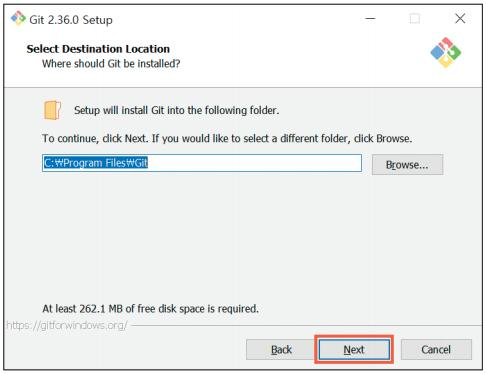 Git 2.36.0 Setup
Select Destination Location
Where should Git be installed?
Setup will install Git into the following folder.
To continue, click Next. If you would like to select a different folder, click Browse.
C:₩Program Files₩Git
Browse...
At least 262.1 MB of free disk space is required.
https://gitforwindows.org/
Back
Next
Cancel